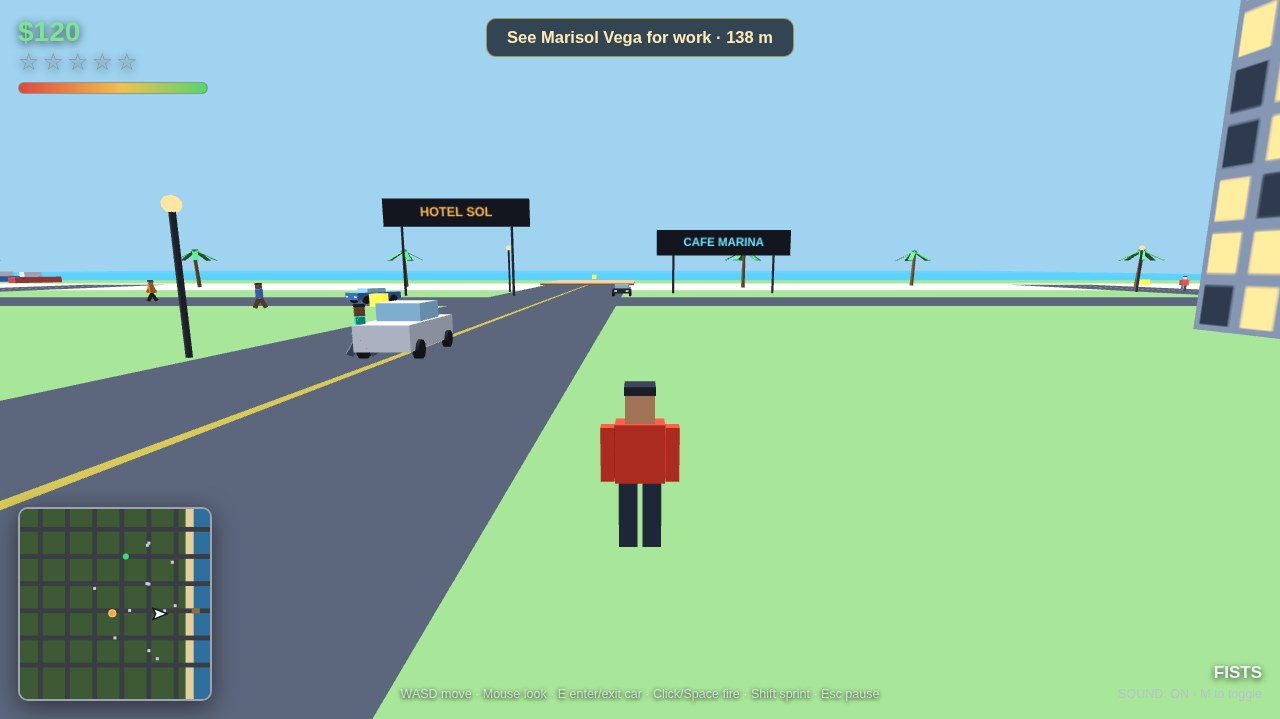 $120
See Marisol Vega for work · 138 m
HOTEL SOL
CAFE MARINA
FISTS
WASD move · Mouse look · E enter/exit car · Click/Space fire · Shift sprint · Esc pause
SOUND: ON · M to toggle